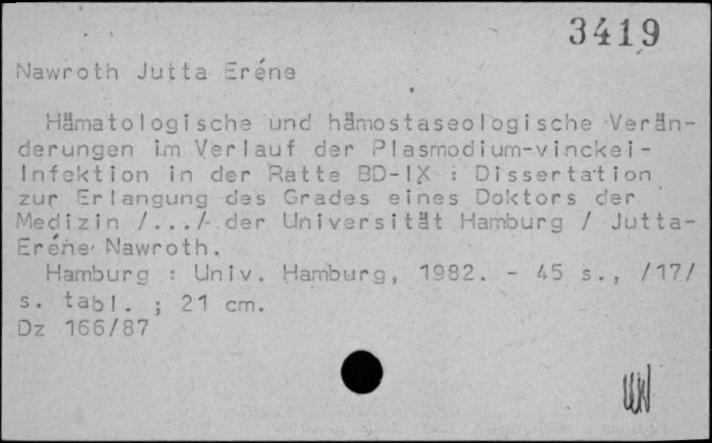 3419
Nawroth Jutta Eréne
Hämatologische und hämostaseologische Verän-
derungen im Verlauf der Plasmodium-vinckei-
Infektion in der Ratte BD-IX : Dissertation
zur Erlangung des Grades eines Doktors der
Medizin /.../ der Universität Hamburg / Jutta-
Eréne Nawroth.
Hamburg : Univ. Hamburg, 1982. - 45 s., /17/
s. tabl. ; 21 cm.
Dz 166/87